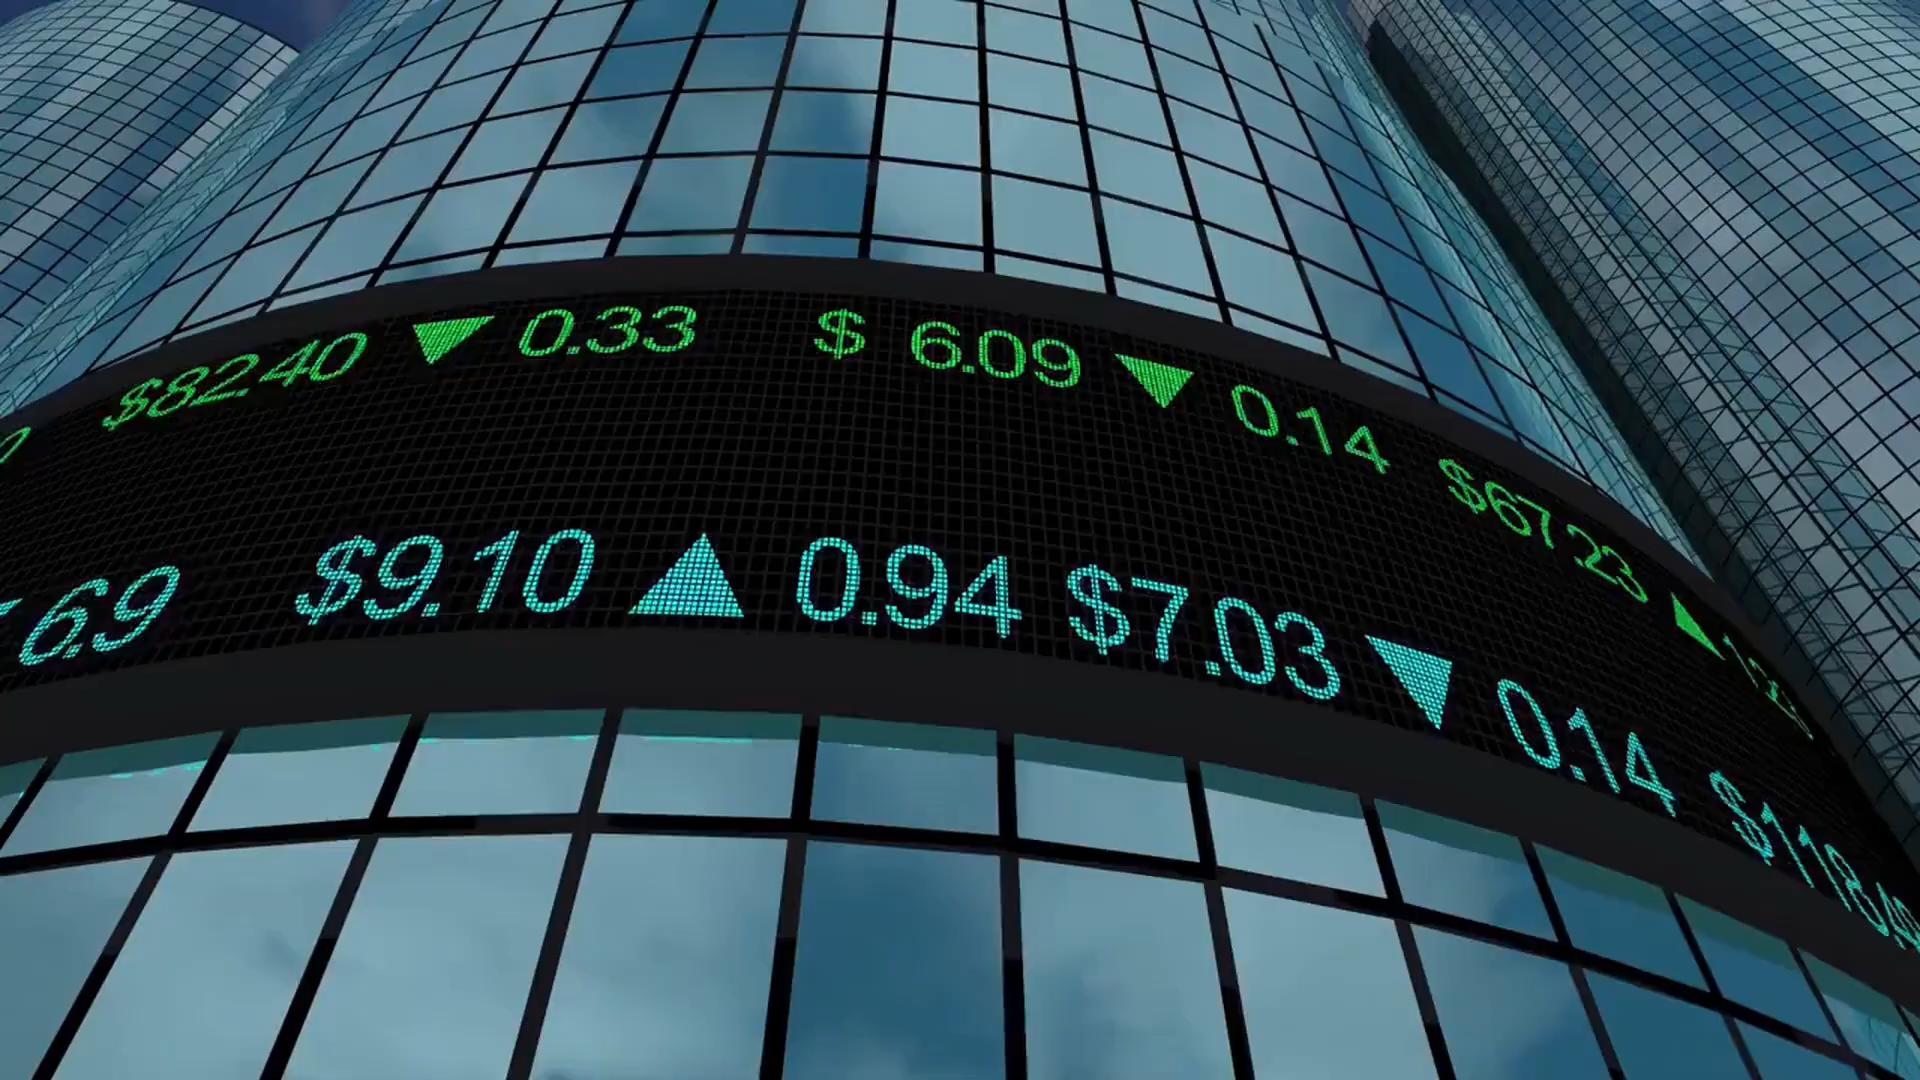 $82.40 ▼ 0.33 $ 6.09 ▼ 0.14 $67.23 ▲
6.9 $9.10 ▲ 0.94 $7.03 ▼ 0.14